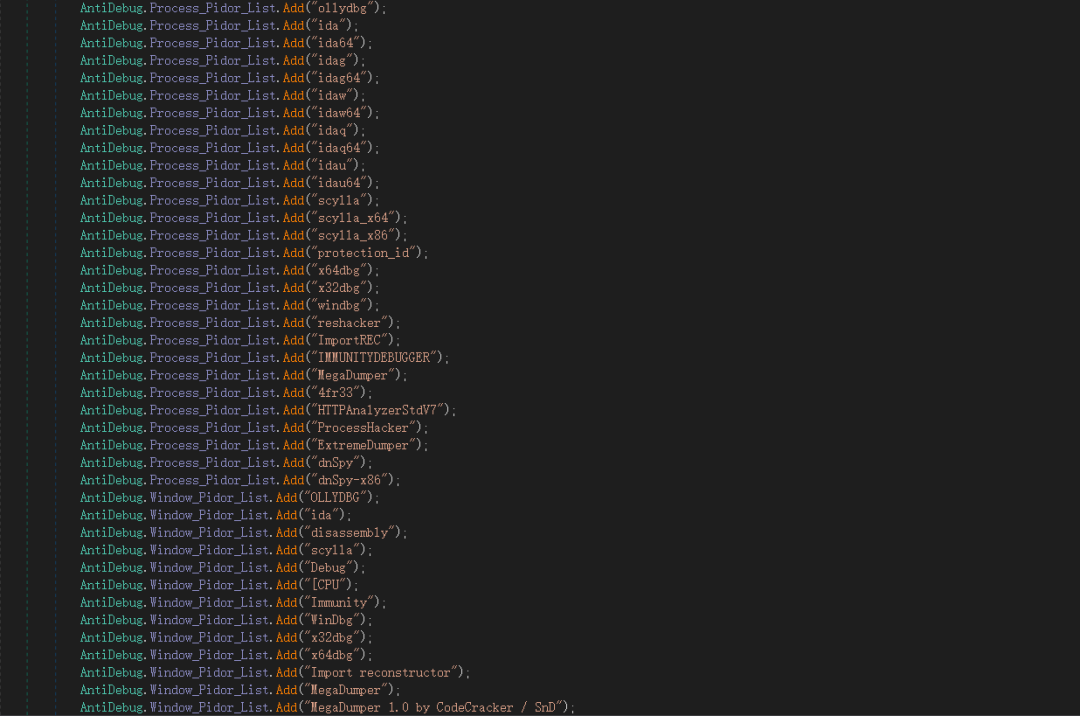 AntiDebug.Process_Pidor_List.Add("ollydbg");
AntiDebug.Process_Pidor_List.Add("ida");
AntiDebug.Process_Pidor_List.Add("ida64");
AntiDebug.Process_Pidor_List.Add("idag");
AntiDebug.Process_Pidor_List.Add("idag64");
AntiDebug.Process_Pidor_List.Add("idaw");
AntiDebug.Process_Pidor_List.Add("idaw64");
AntiDebug.Process_Pidor_List.Add("idaq");
AntiDebug.Process_Pidor_List.Add("idaq64");
AntiDebug.Process_Pidor_List.Add("idau");
AntiDebug.Process_Pidor_List.Add("idau64");
AntiDebug.Process_Pidor_List.Add("scylla");
AntiDebug.Process_Pidor_List.Add("scylla_x64");
AntiDebug.Process_Pidor_List.Add("scylla_x86");
AntiDebug.Process_Pidor_List.Add("protection_id");
AntiDebug.Process_Pidor_List.Add("x64dbg");
AntiDebug.Process_Pidor_List.Add("x32dbg");
AntiDebug.Process_Pidor_List.Add("windbg");
AntiDebug.Process_Pidor_List.Add("reshacker");
AntiDebug.Process_Pidor_List.Add("ImportREC");
AntiDebug.Process_Pidor_List.Add("IMMUNITYDEBUGGER");
AntiDebug.Process_Pidor_List.Add("MegaDumper");
AntiDebug.Process_Pidor_List.Add("4fr33");
AntiDebug.Process_Pidor_List.Add("HTTPAnalyzerStdV7");
AntiDebug.Process_Pidor_List.Add("ProcessHacker");
AntiDebug.Process_Pidor_List.Add("ExtremeDumper");
AntiDebug.Process_Pidor_List.Add("dnSpy");
AntiDebug.Process_Pidor_List.Add("dnSpy-x86");
AntiDebug.Window_Pidor_List.Add("OLLYDBG");
AntiDebug.Window_Pidor_List.Add("ida");
AntiDebug.Window_Pidor_List.Add("disassembly");
AntiDebug.Window_Pidor_List.Add("scylla");
AntiDebug.Window_Pidor_List.Add("Debug");
AntiDebug.Window_Pidor_List.Add("[CPU");
AntiDebug.Window_Pidor_List.Add("Immunity");
AntiDebug.Window_Pidor_List.Add("WinDbg");
AntiDebug.Window_Pidor_List.Add("x32dbg");
AntiDebug.Window_Pidor_List.Add("x64dbg");
AntiDebug.Window_Pidor_List.Add("Import reconstructor");
AntiDebug.Window_Pidor_List.Add("MegaDumper");
AntiDebug.Window_Pidor_List.Add("MegaDumper 1.0 by CodeCracker / SnD");